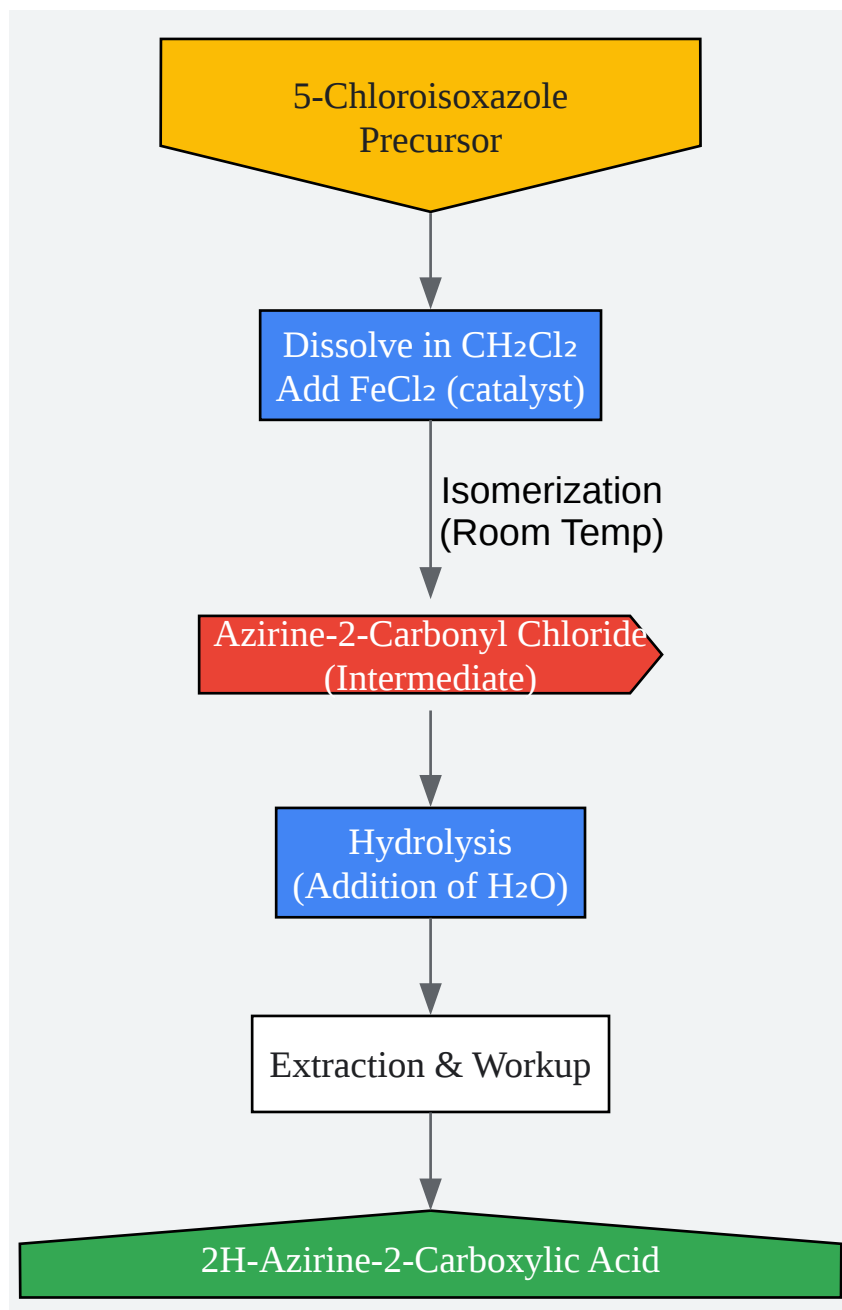 5-Chloroisoxazole
Precursor
Dissolve in CH₂Cl₂
Add FeCl₂ (catalyst)
Isomerization
(Room Temp)
Azirine-2-Carbonyl Chloride
(Intermediate)
Hydrolysis
(Addition of H₂O)
Extraction & Workup
2H-Azirine-2-Carboxylic Acid